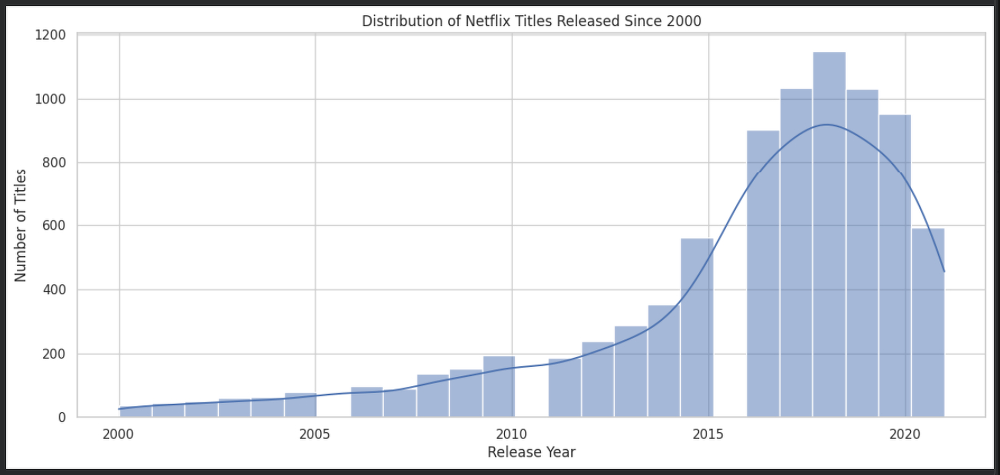 Distribution of Netflix Titles Released Since 2000
1200
1000
800
600
400
200
0
Number of Titles
2000 2005 2010 2015 2020
Release Year